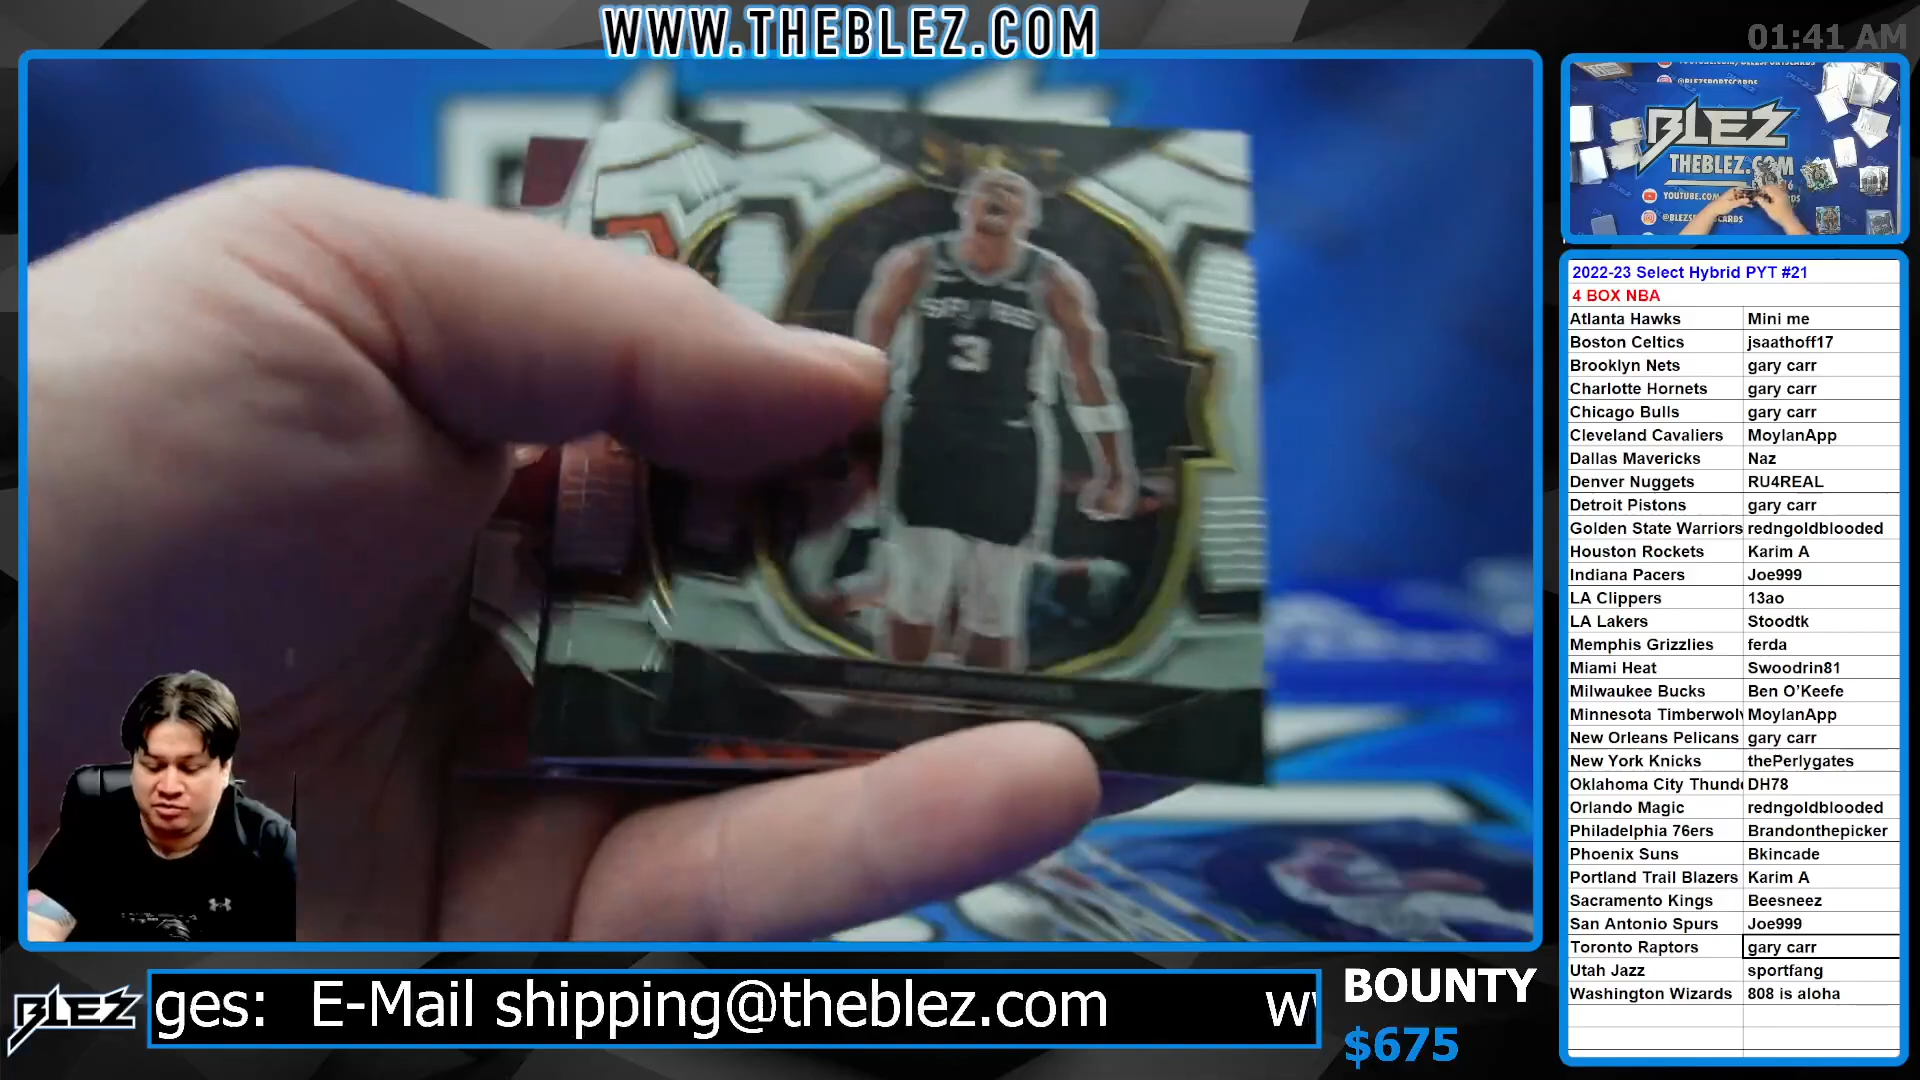 WWW.THEBLEZ.COM
01:41 AM
SELECT
SPURS
3
@BLEZSPORTSCARDS
BLEZ
THEBLEZ.COM
YOUTUBE.COM
2022-23 Select Hybrid PYT #21
4 BOX NBA
Atlanta Hawks Mini me
Boston Celtics jsaathoff17
Brooklyn Nets gary carr
Charlotte Hornets gary carr
Chicago Bulls gary carr
Cleveland Cavaliers MoylanApp
Dallas Mavericks Naz
Denver Nuggets RU4REAL
Detroit Pistons gary carr
Golden State Warriors redngoldblooded
Houston Rockets Karim A
Indiana Pacers Joe999
LA Clippers 13ao
LA Lakers Stoodtk
Memphis Grizzlies ferda
Miami Heat Swoodrin81
Milwaukee Bucks Ben O'Keefe
Minnesota Timberwol MoylanApp
New Orleans Pelicans gary carr
New York Knicks thePerlygates
Oklahoma City Thund DH78
Orlando Magic redngoldblooded
Philadelphia 76ers Brandonthepicker
Phoenix Suns Bkincade
Portland Trail Blazers Karim A
Sacramento Kings Beesneez
San Antonio Spurs Joe999
Toronto Raptors gary carr
Utah Jazz sportfang
Washington Wizards 808 is aloha
BLEZ
ges: E-Mail shipping@theblez.com w
BOUNTY
$675